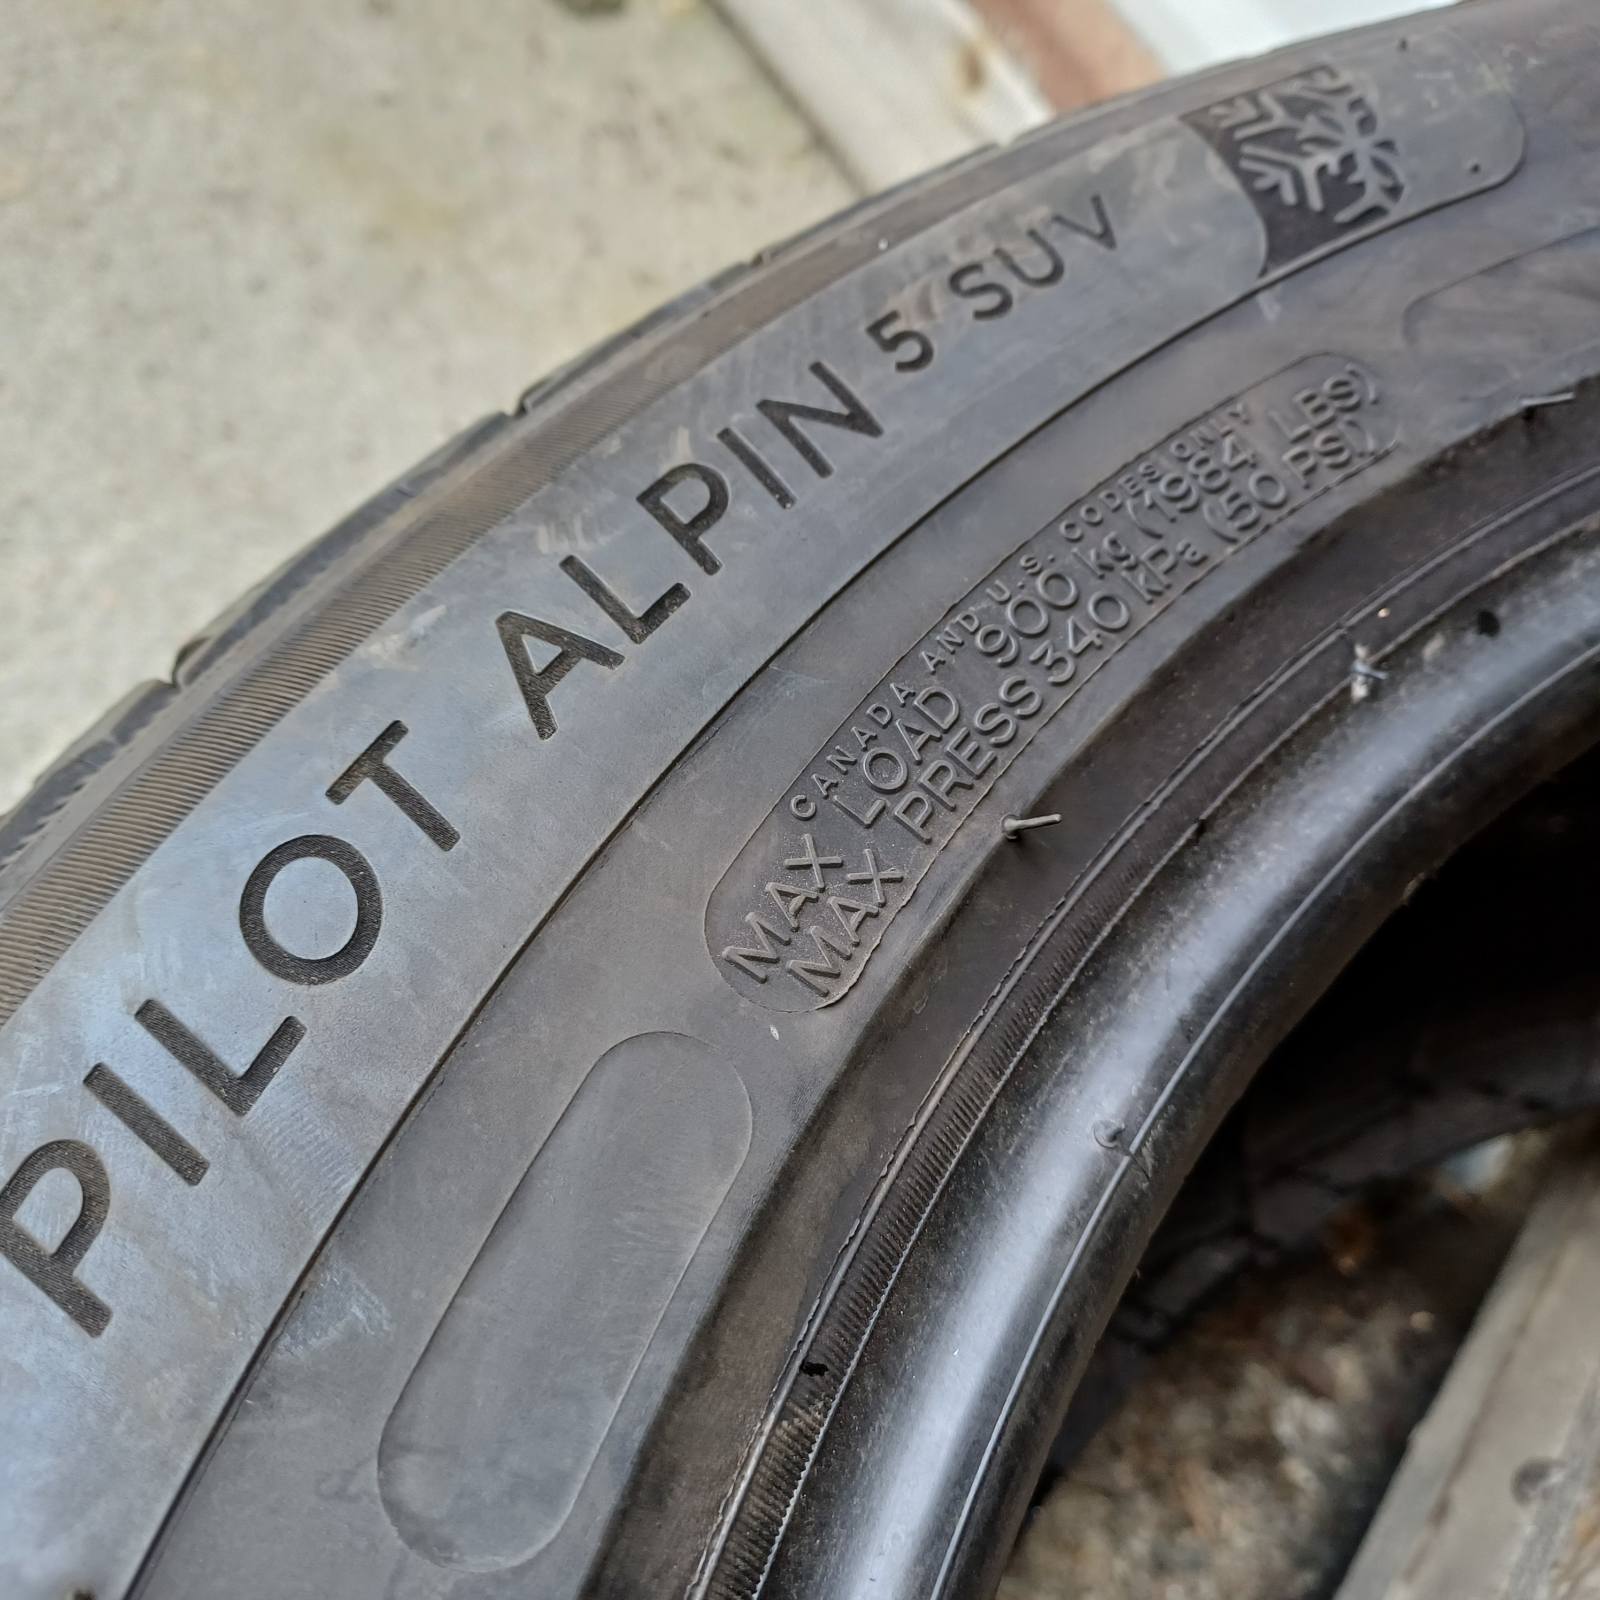 PILOT ALPIN 5 SUV
CANADA AND U.S. CODES ONLY
MAX LOAD 900 kg (1984 LBS)
MAX PRESS 340 kPa (50 PSI)